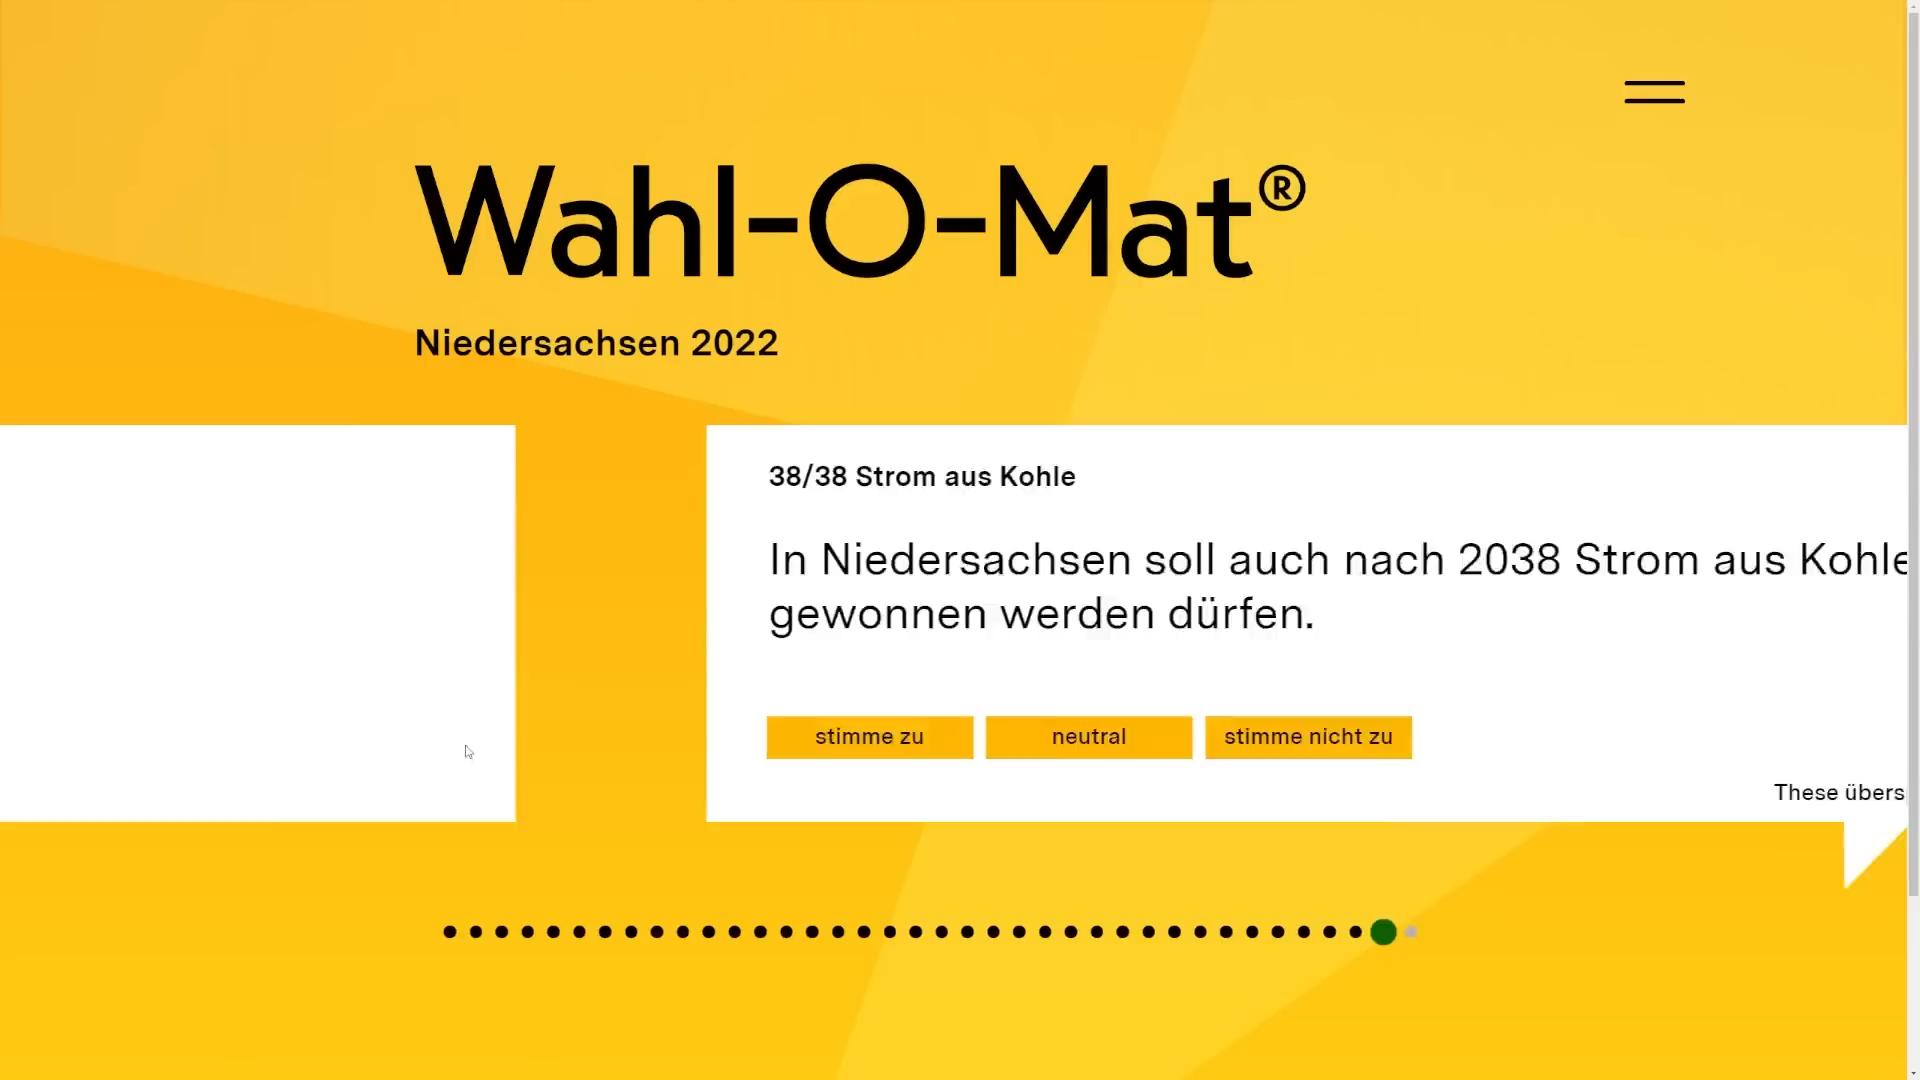 Wahl-O-Mat®
Niedersachsen 2022
38/38 Strom aus Kohle
In Niedersachsen soll auch nach 2038 Strom aus Kohle
gewonnen werden dürfen.
stimme zu
neutral
stimme nicht zu
These